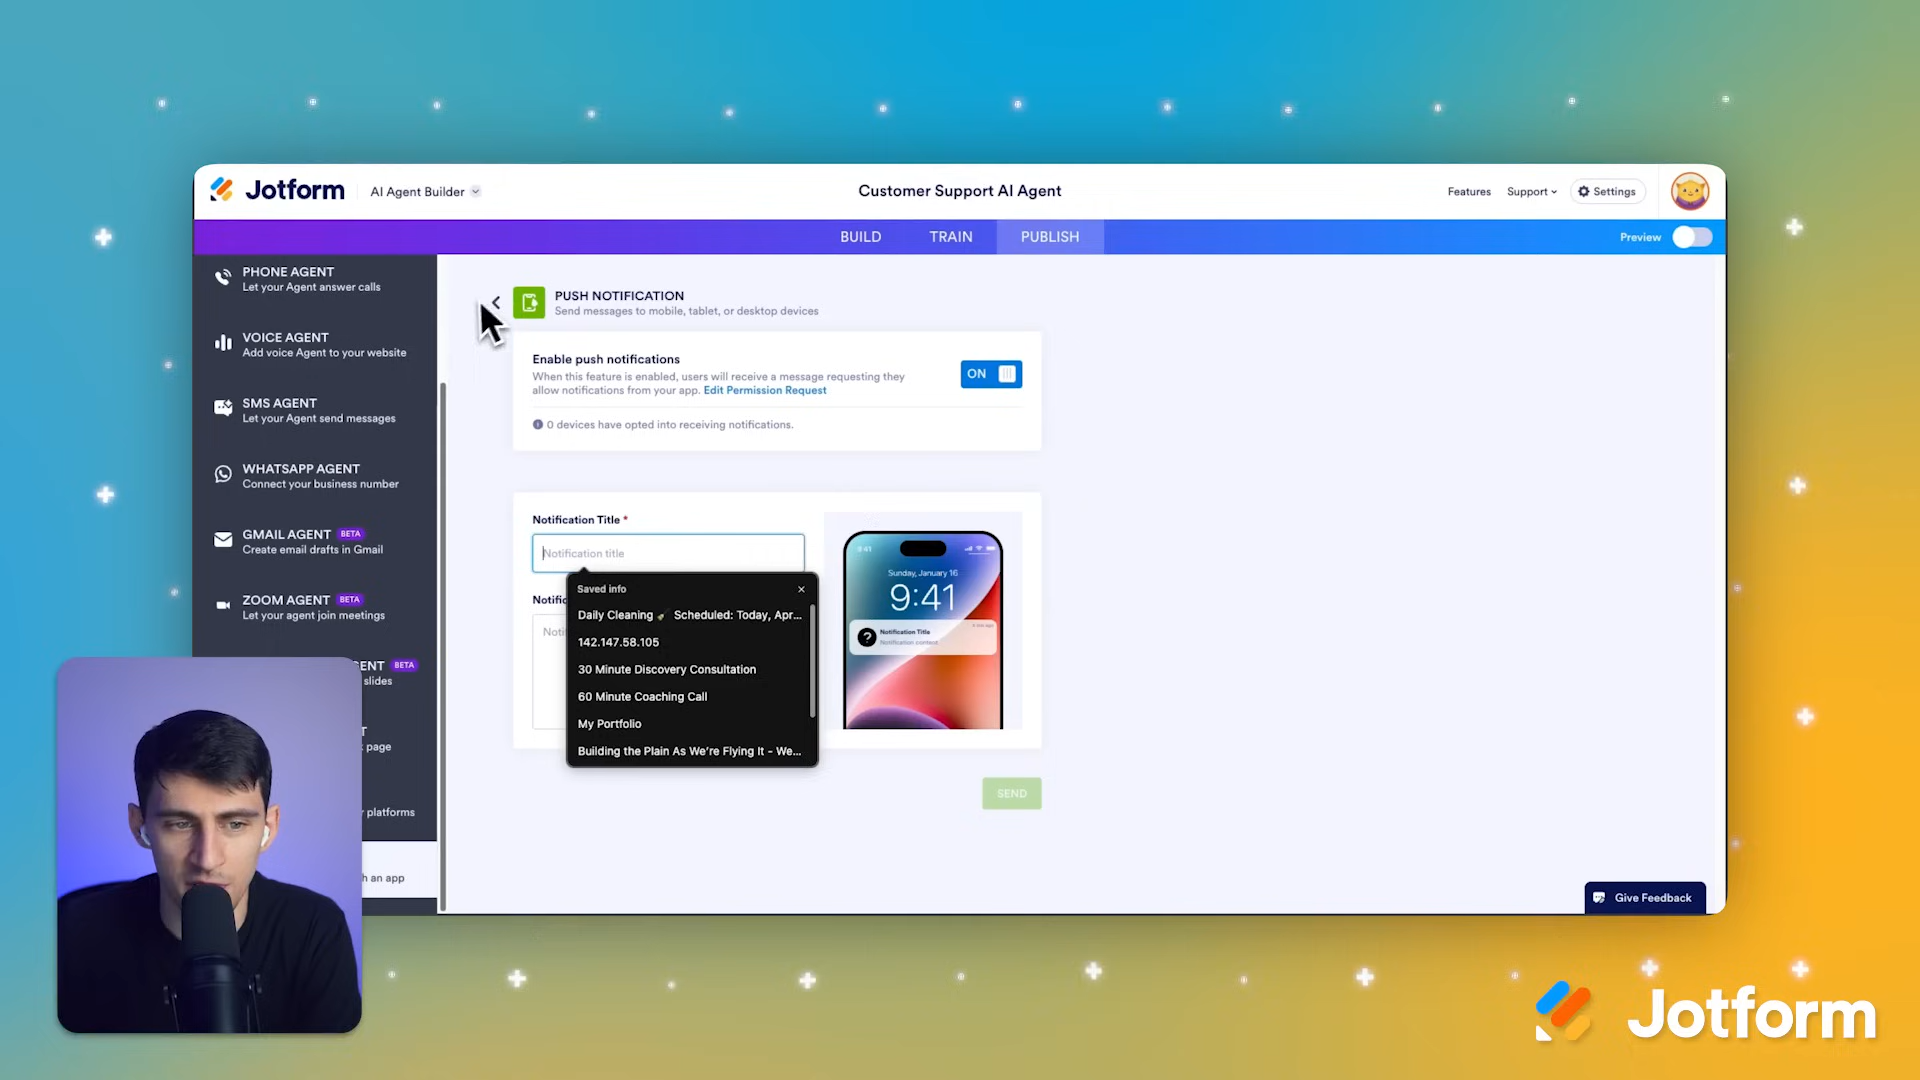 Jotform
AI Agent Builder
Customer Support AI Agent
Features
Support
Settings
BUILD
TRAIN
PUBLISH
Preview
PHONE AGENT
Let your Agent answer calls
VOICE AGENT
Add voice Agent to your website
SMS AGENT
Let your Agent send messages
WHATSAPP AGENT
Connect your business number
GMAIL AGENT BETA
Create email drafts in Gmail
ZOOM AGENT BETA
Let your agent join meetings
ENT BETA
slides
T
page
platforms
h an app
PUSH NOTIFICATION
Send messages to mobile, tablet, or desktop devices
Enable push notifications
When this feature is enabled, users will receive a message requesting they
allow notifications from your app. Edit Permission Request
ON
0 devices have opted into receiving notifications.
Notification Title *
Notification title
Notific
Noti
Saved info
Daily Cleaning 🧹 Scheduled: Today, Apr...
142.147.58.105
30 Minute Discovery Consultation
60 Minute Coaching Call
My Portfolio
Building the Plain As We're Flying It - We...
9:41
Sunday, January 16
9:41
Notification Title
Notification content
SEND
Give Feedback
Jotform